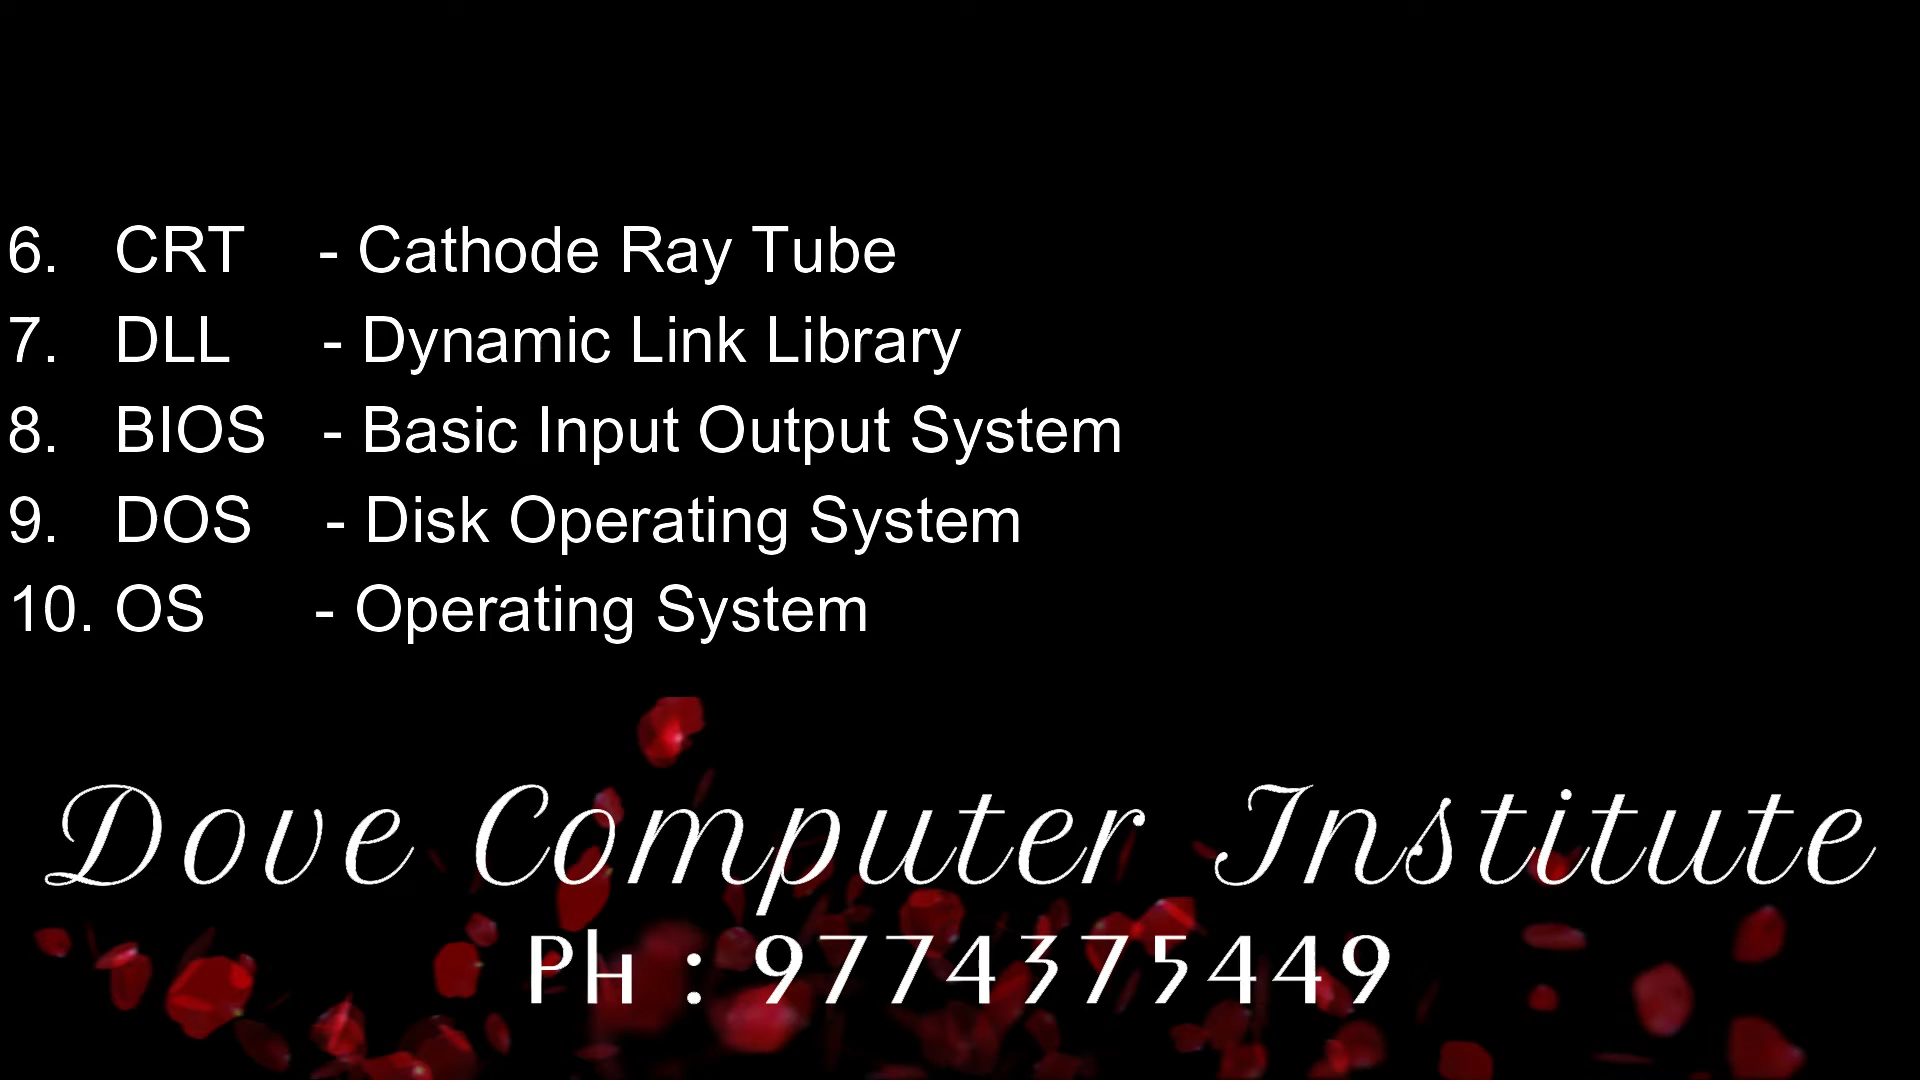 6. CRT - Cathode Ray Tube
7. DLL - Dynamic Link Library
8. BIOS - Basic Input Output System
9. DOS - Disk Operating System
10. OS - Operating System
Dove Computer Institute
Ph : 9774375449